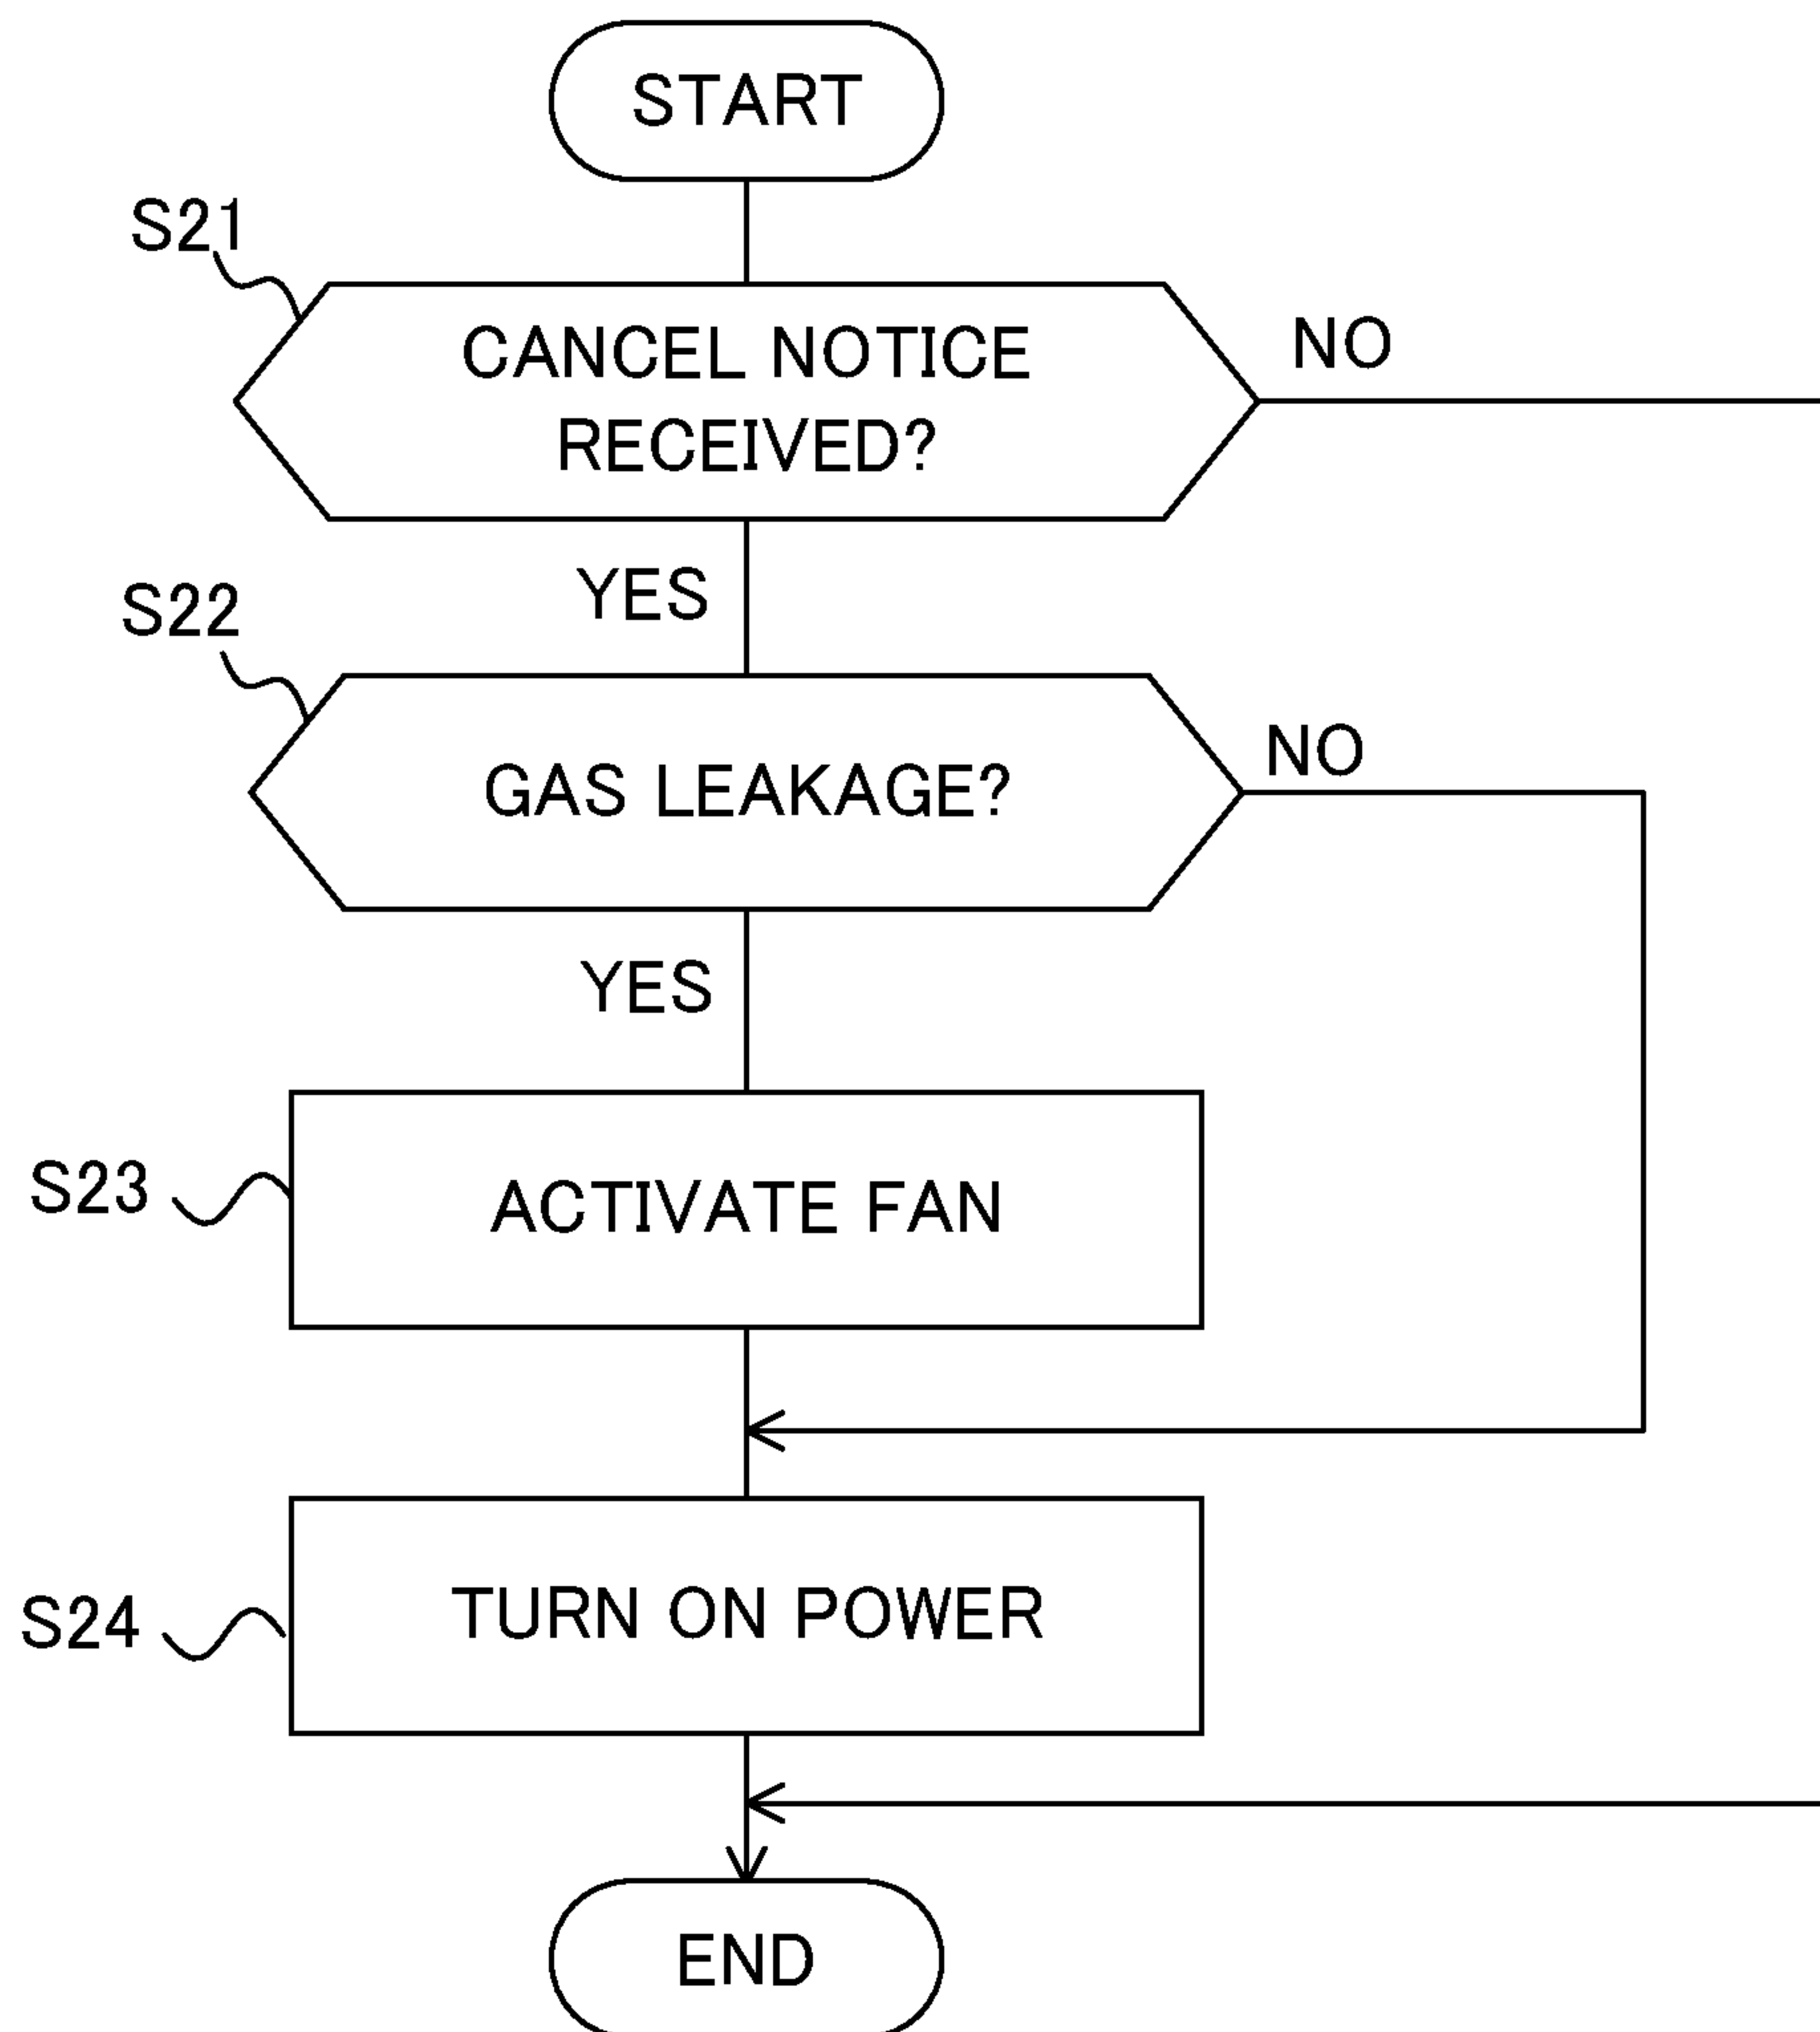 START
S21
CANCEL NOTICE
RECEIVED?
NO
YES
S22
GAS LEAKAGE?
NO
YES
S23
ACTIVATE FAN
S24
TURN ON POWER
END